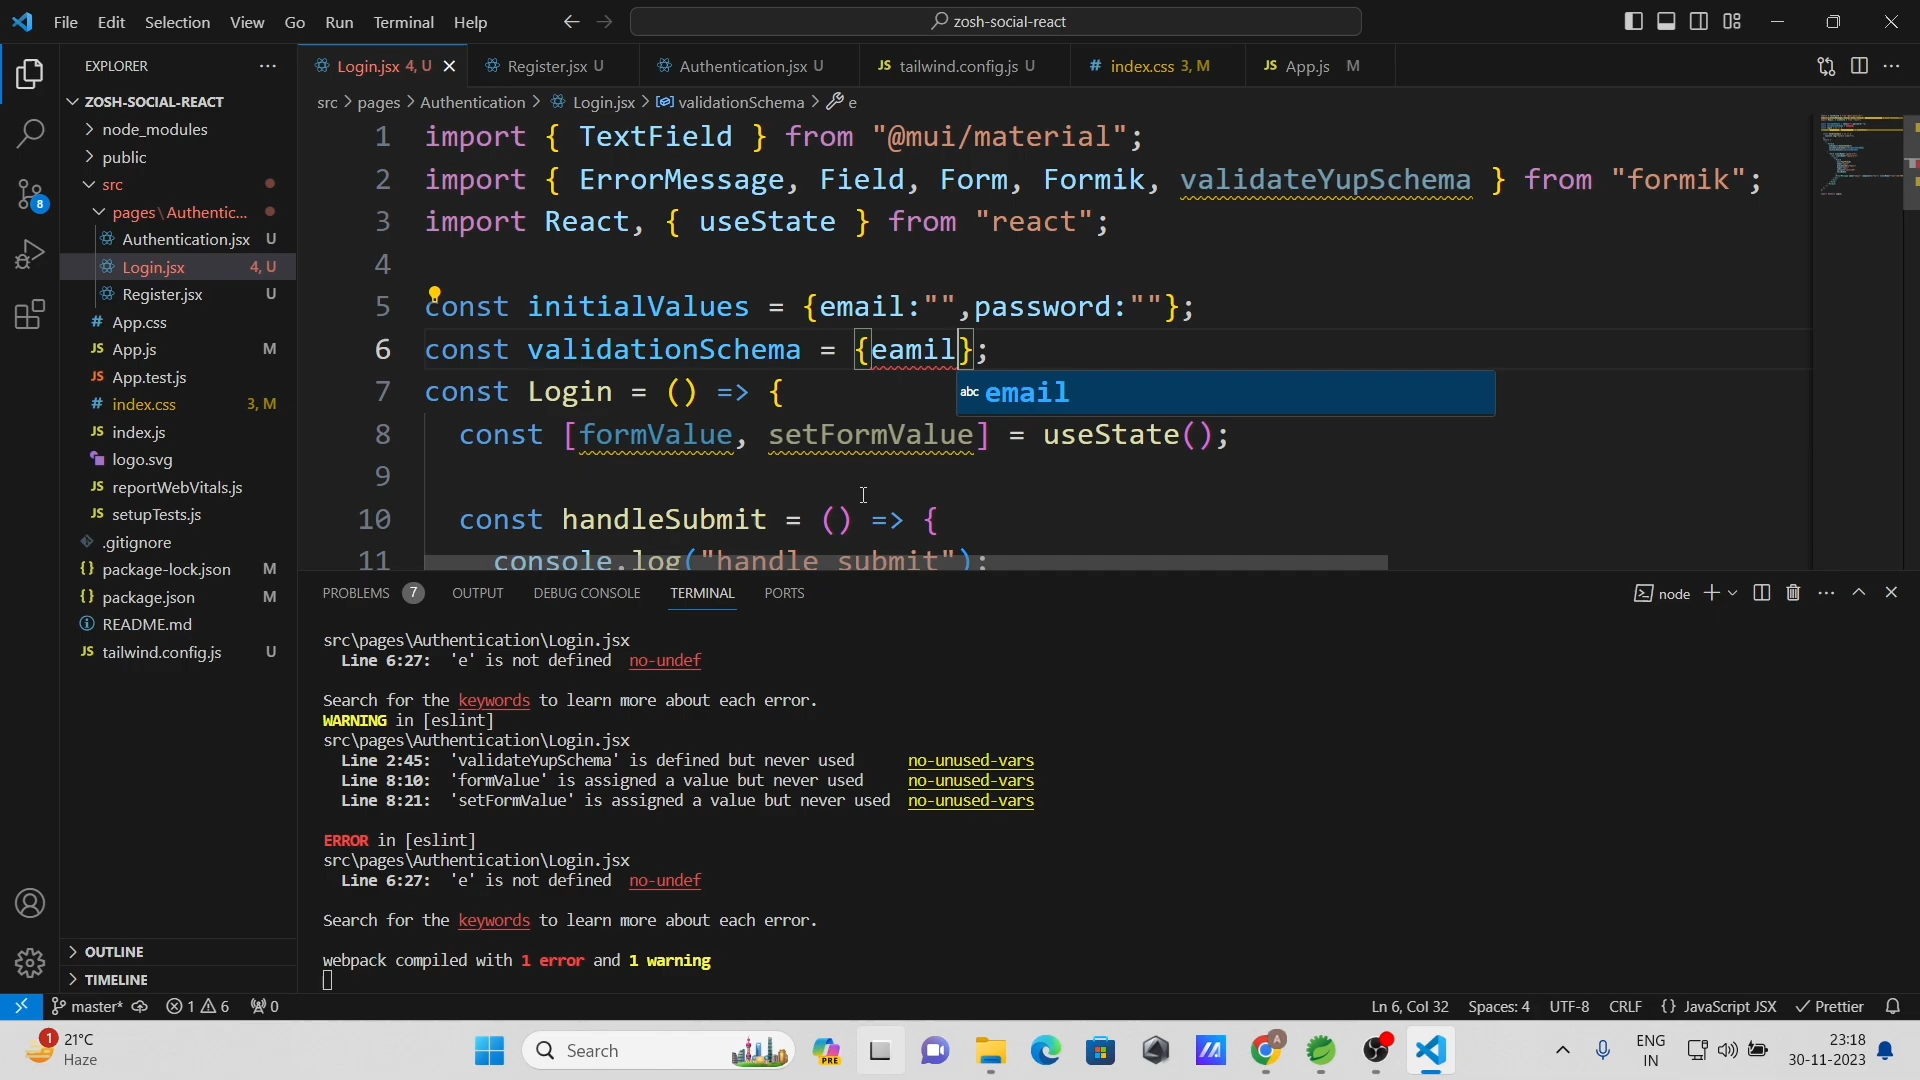 File Edit Selection View Go Run Terminal Help
zosh-social-react
EXPLORER
Login.jsx 4, U
Register.jsx U
Authentication.jsx U
JS tailwind.config.js U
# index.css 3, M
JS App.js M
ZOSH-SOCIAL-REACT
node_modules
public
src
pages\Authentic...
Authentication.jsx U
Login.jsx 4, U
Register.jsx U
# App.css
JS App.js M
JS App.test.js
# index.css 3, M
JS index.js
logo.svg
JS reportWebVitals.js
JS setupTests.js
.gitignore
{} package-lock.json M
{} package.json M
README.md
JS tailwind.config.js U
OUTLINE
TIMELINE
8
src > pages > Authentication > Login.jsx > validationSchema > e
1 import { TextField } from "@mui/material";
2 import { ErrorMessage, Field, Form, Formik, validateYupSchema } from "formik";
3 import React, { useState } from "react";
4
5 const initialValues = {email:"",password:""};
6 const validationSchema = {eamil};
abc email
7 const Login = () => {
8 const [formValue, setFormValue] = useState();
9
10 const handleSubmit = () => {
11 console.log("handle submit");
PROBLEMS 7 OUTPUT DEBUG CONSOLE TERMINAL PORTS
node
src\pages\Authentication\Login.jsx
Line 6:27: 'e' is not defined no-undef
Search for the keywords to learn more about each error.
WARNING in [eslint]
src\pages\Authentication\Login.jsx
Line 2:45: 'validateYupSchema' is defined but never used no-unused-vars
Line 8:10: 'formValue' is assigned a value but never used no-unused-vars
Line 8:21: 'setFormValue' is assigned a value but never used no-unused-vars
ERROR in [eslint]
src\pages\Authentication\Login.jsx
Line 6:27: 'e' is not defined no-undef
Search for the keywords to learn more about each error.
webpack compiled with 1 error and 1 warning
master* 1 6 0
Ln 6, Col 32 Spaces: 4 UTF-8 CRLF {} JavaScript JSX Prettier
1 21°C
Haze
Search
PRE
A
ENG
IN
23:18
30-11-2023